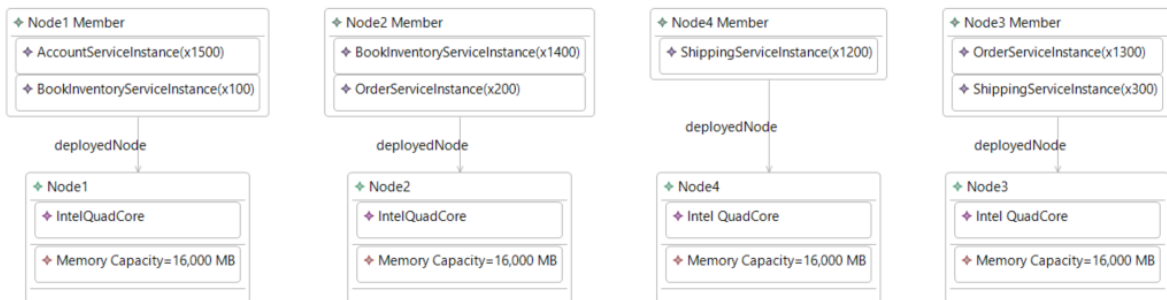 Node1 Member
AccountServiceInstance(x1500)
BookInventoryServiceInstance(x100)
deployedNode
Node1
IntelQuadCore
Memory Capacity=16,000 MB
Node2 Member
BookInventoryServiceInstance(x1400)
OrderServiceInstance(x200)
deployedNode
Node2
IntelQuadCore
Memory Capacity=16,000 MB
Node4 Member
ShippingServiceInstance(x1200)
deployedNode
Node4
Intel QuadCore
Memory Capacity=16,000 MB
Node3 Member
OrderServiceInstance(x1300)
ShippingServiceInstance(x300)
deployedNode
Node3
Intel QuadCore
Memory Capacity=16,000 MB